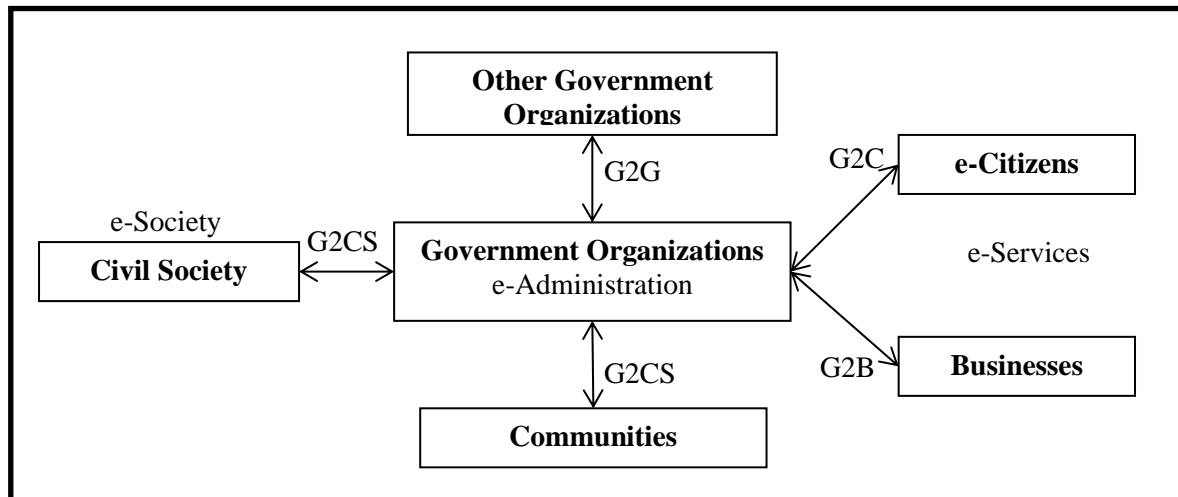 Other Government
Organizations
G2G
G2C
e-Citizens
e-Society
G2CS
Civil Society
Government Organizations
e-Administration
e-Services
G2CS
G2B
Businesses
Communities